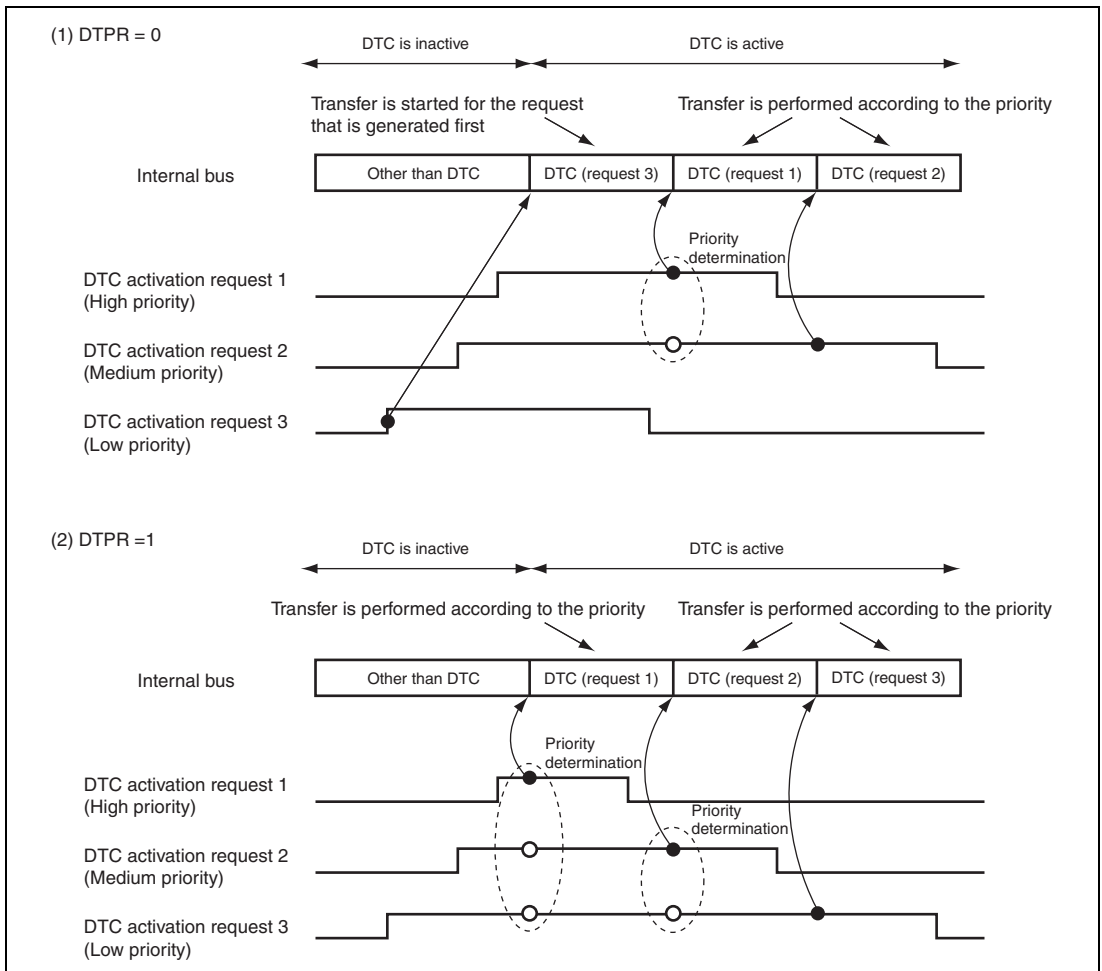 (1) DTPR = 0
DTC is inactive
DTC is active
Transfer is started for the request
that is generated first
Transfer is performed according to the priority
Internal bus
Other than DTC
DTC (request 3)
DTC (request 1)
DTC (request 2)
Priority
determination
DTC activation request 1
(High priority)
DTC activation request 2
(Medium priority)
DTC activation request 3
(Low priority)
(2) DTPR =1
DTC is inactive
DTC is active
Transfer is performed according to the priority
Transfer is performed according to the priority
Internal bus
Other than DTC
DTC (request 1)
DTC (request 2)
DTC (request 3)
Priority
determination
DTC activation request 1
(High priority)
Priority
determination
DTC activation request 2
(Medium priority)
DTC activation request 3
(Low priority)